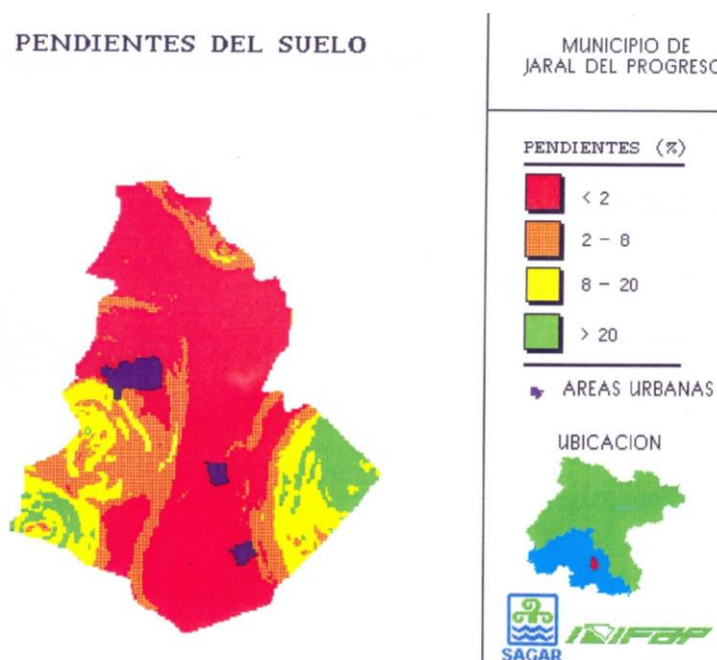 PENDIENTES DEL SUELO
MUNICIPIO DE
JARAL DEL PROGRESO
PENDIENTES (%)
< 2
2 - 8
8 - 20
> 20
AREAS URBANAS
UBICACION
SAGAR
INIFAP